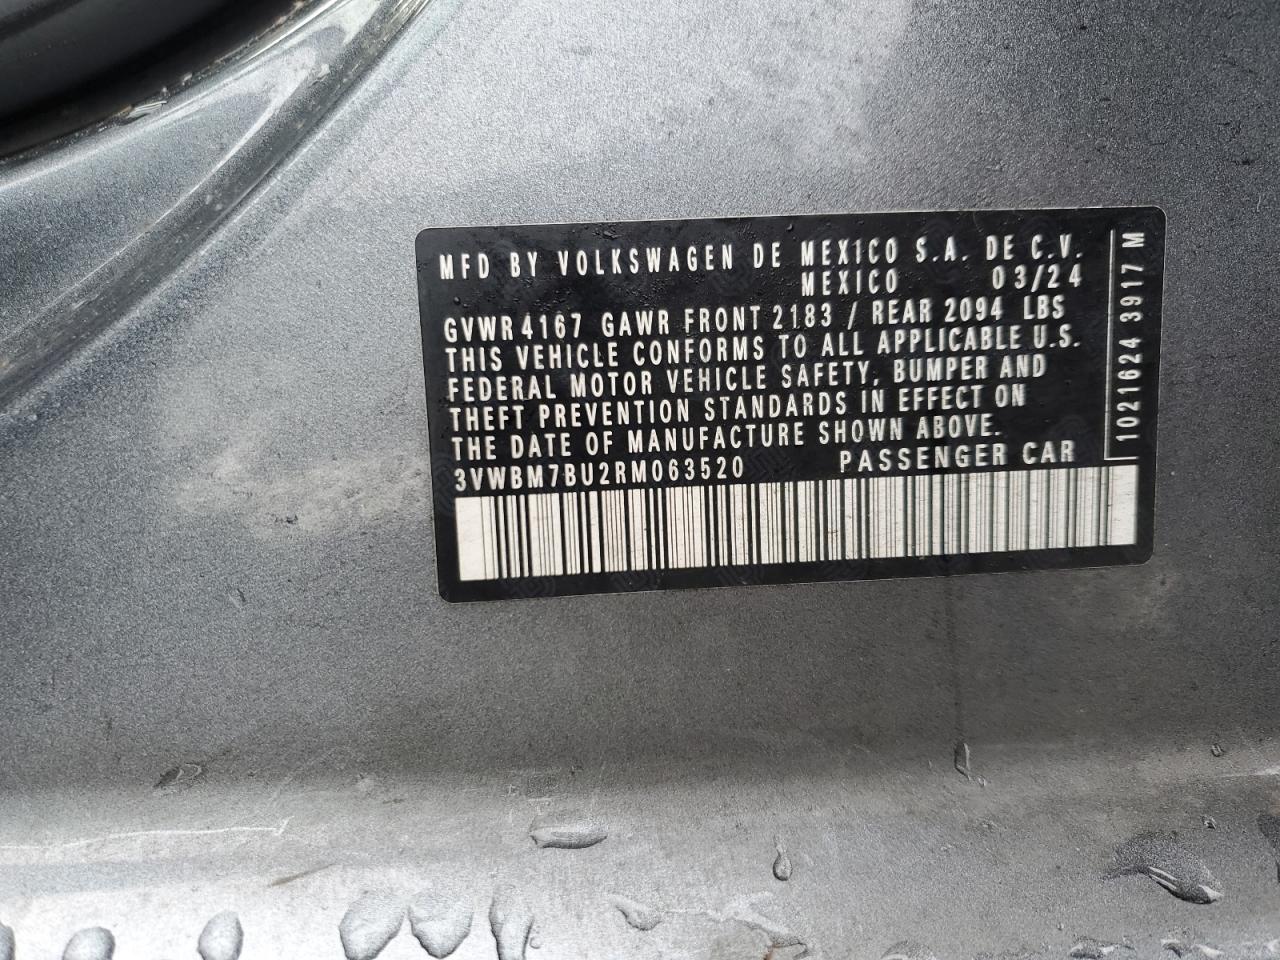 MFD BY VOLKSWAGEN DE MEXICO S.A. DE C.V.
MEXICO 03/24
GVWR 4167 GAWR FRONT 2183 / REAR 2094 LBS
THIS VEHICLE CONFORMS TO ALL APPLICABLE U.S.
FEDERAL MOTOR VEHICLE SAFETY, BUMPER AND
THEFT PREVENTION STANDARDS IN EFFECT ON
THE DATE OF MANUFACTURE SHOWN ABOVE.
3VWBM7BU2RM063520 PASSENGER CAR
1021624 3917 M